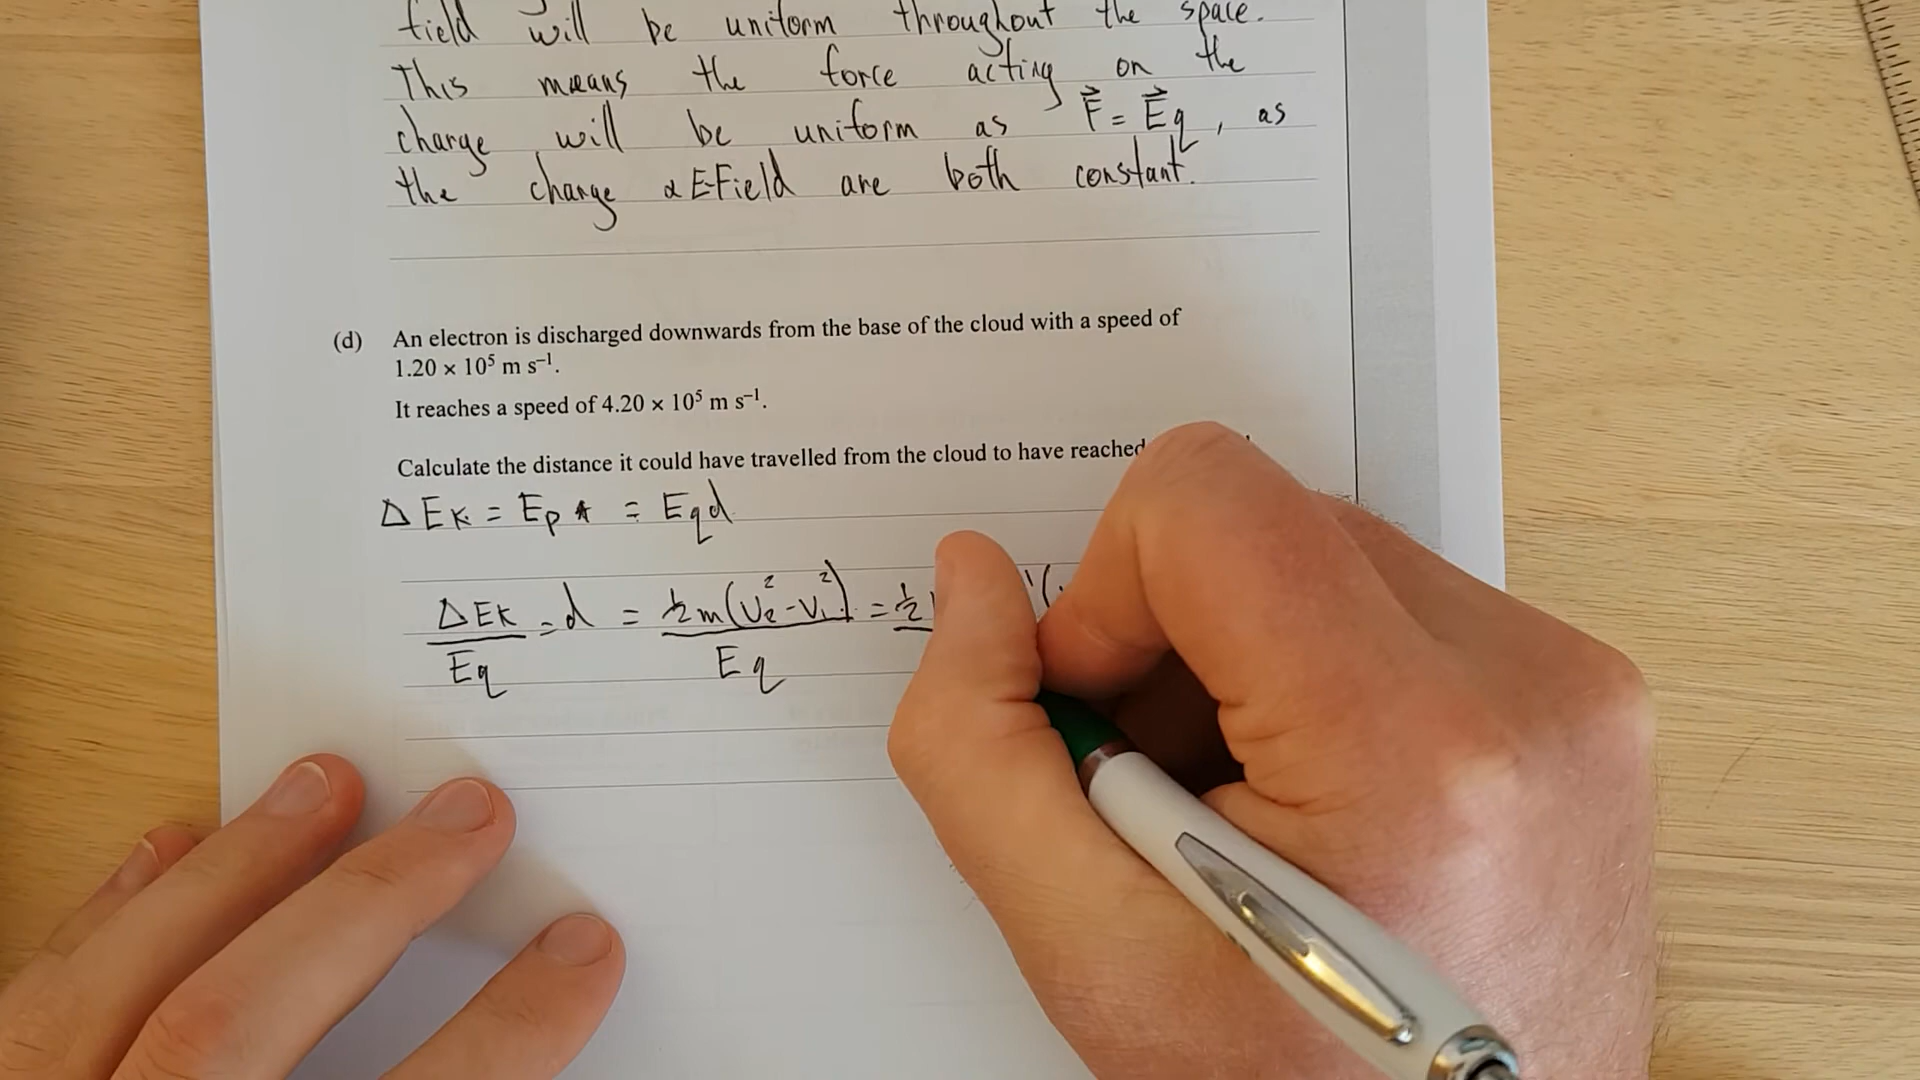 field will be uniform throughout the space.
This means the force acting on the
charge will be uniform as F⃗ = E⃗q, as
the charge & E-Field are both constant.
(d) An electron is discharged downwards from the base of the cloud with a speed of
1.20 × 10⁵ m s⁻¹.
It reaches a speed of 4.20 × 10⁵ m s⁻¹.
Calculate the distance it could have travelled from the cloud to have reached
ΔEK = Ep = Eqd
ΔEK/Eq = d = ½m(V₂² - V₁²)/Eq = ½